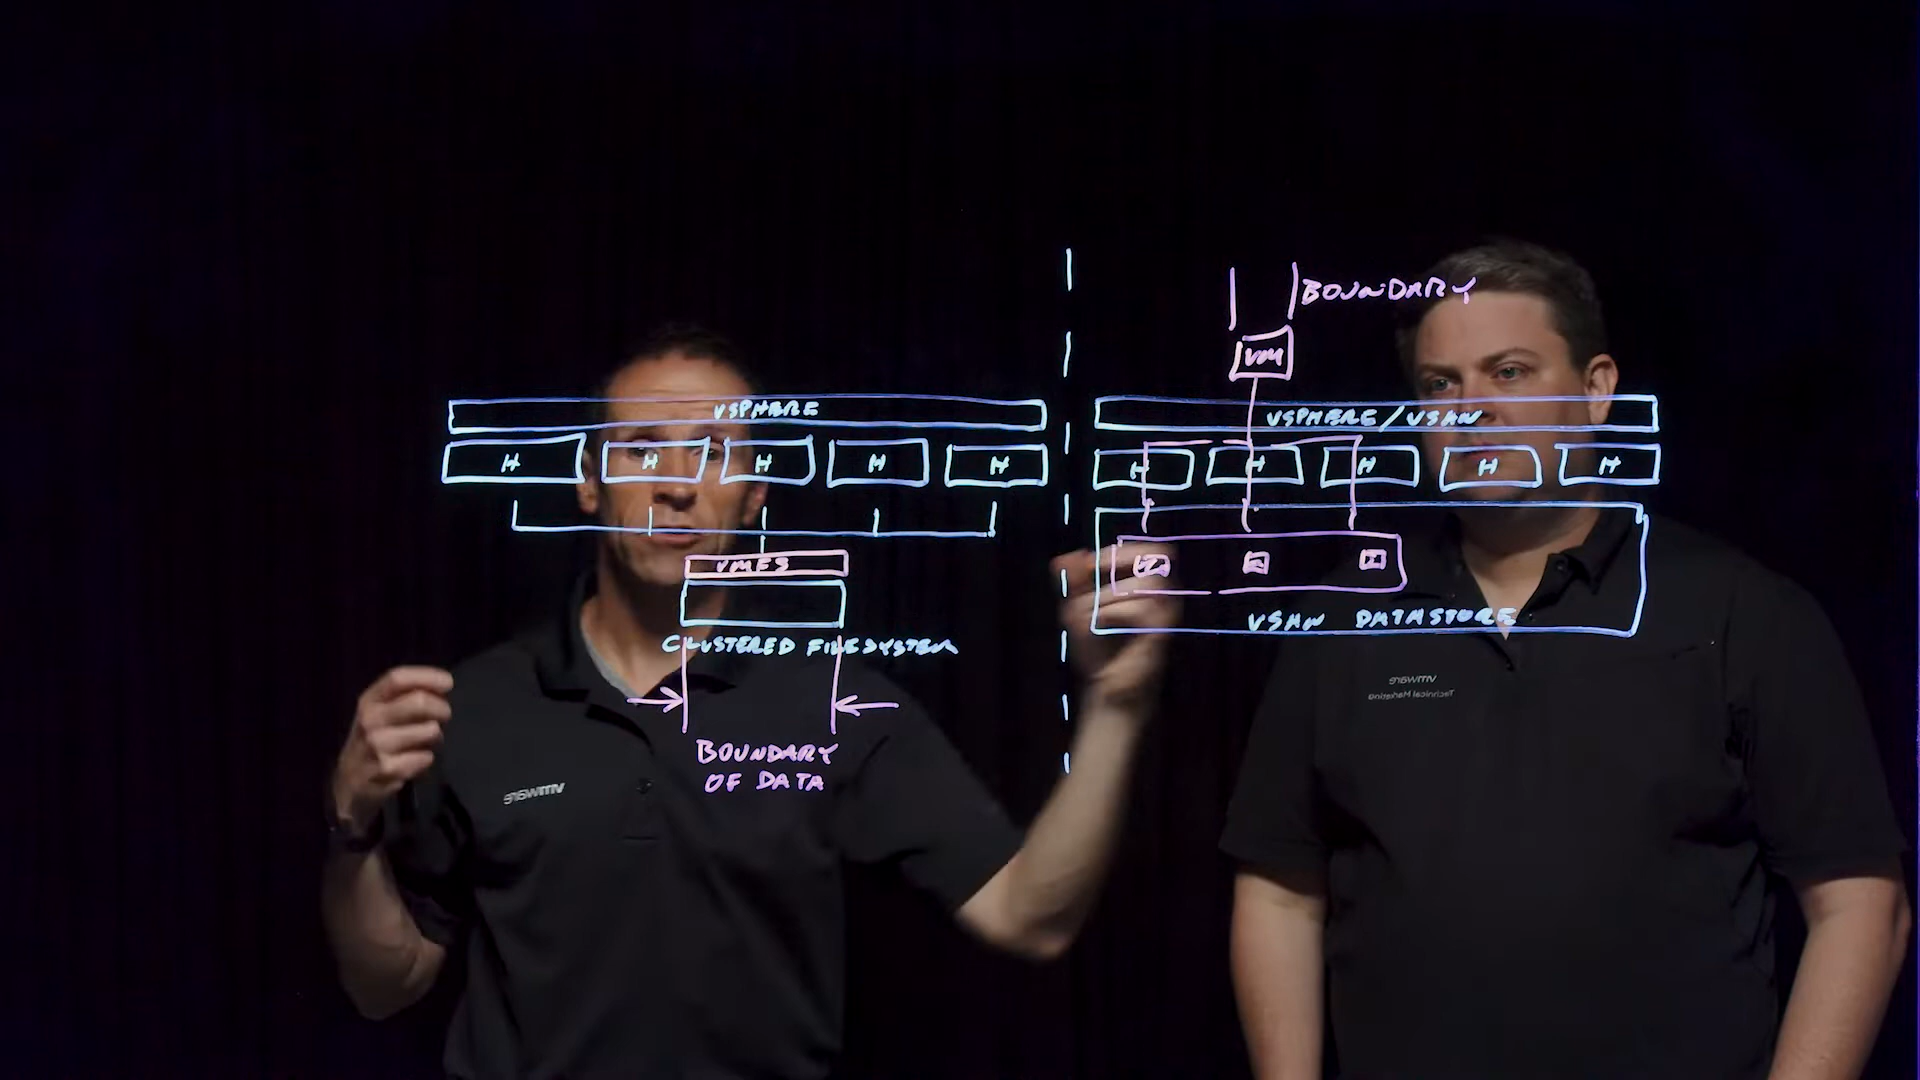 VSPHERE
H H H H H
VMFS
CLUSTERED FILESYSTEM
BOUNDARY
OF DATA
BOUNDARY
VM
VSPHERE/VSAN
H H H H H
VSAN DATASTORE
vmware
vmware
Technical Marketing